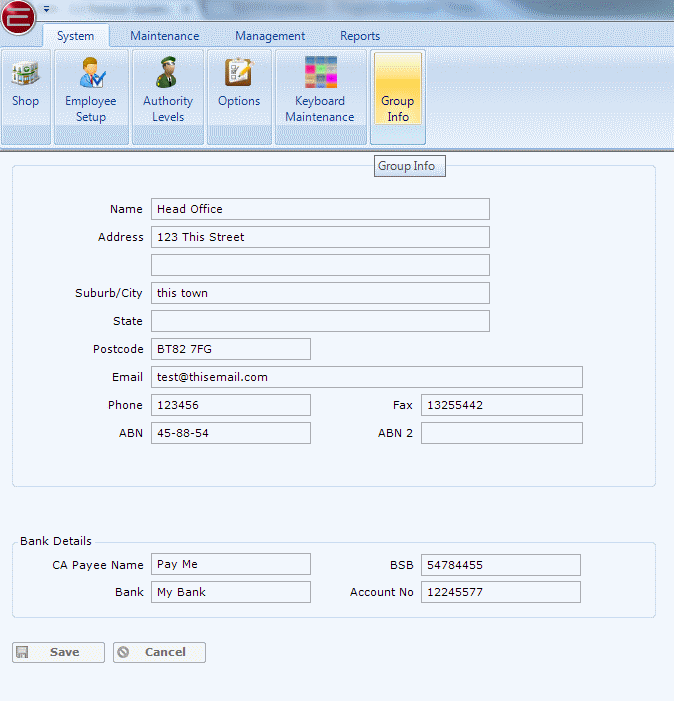 System Maintenance Management Reports
Shop Employee Setup Authority Levels Options Keyboard Maintenance Group Info
Group Info
Name Head Office
Address 123 This Street
Suburb/City this town
State
Postcode BT82 7FG
Email test@thisemail.com
Phone 123456 Fax 13255442
ABN 45-88-54 ABN 2
Bank Details
CA Payee Name Pay Me BSB 54784455
Bank My Bank Account No 12245577
Save Cancel